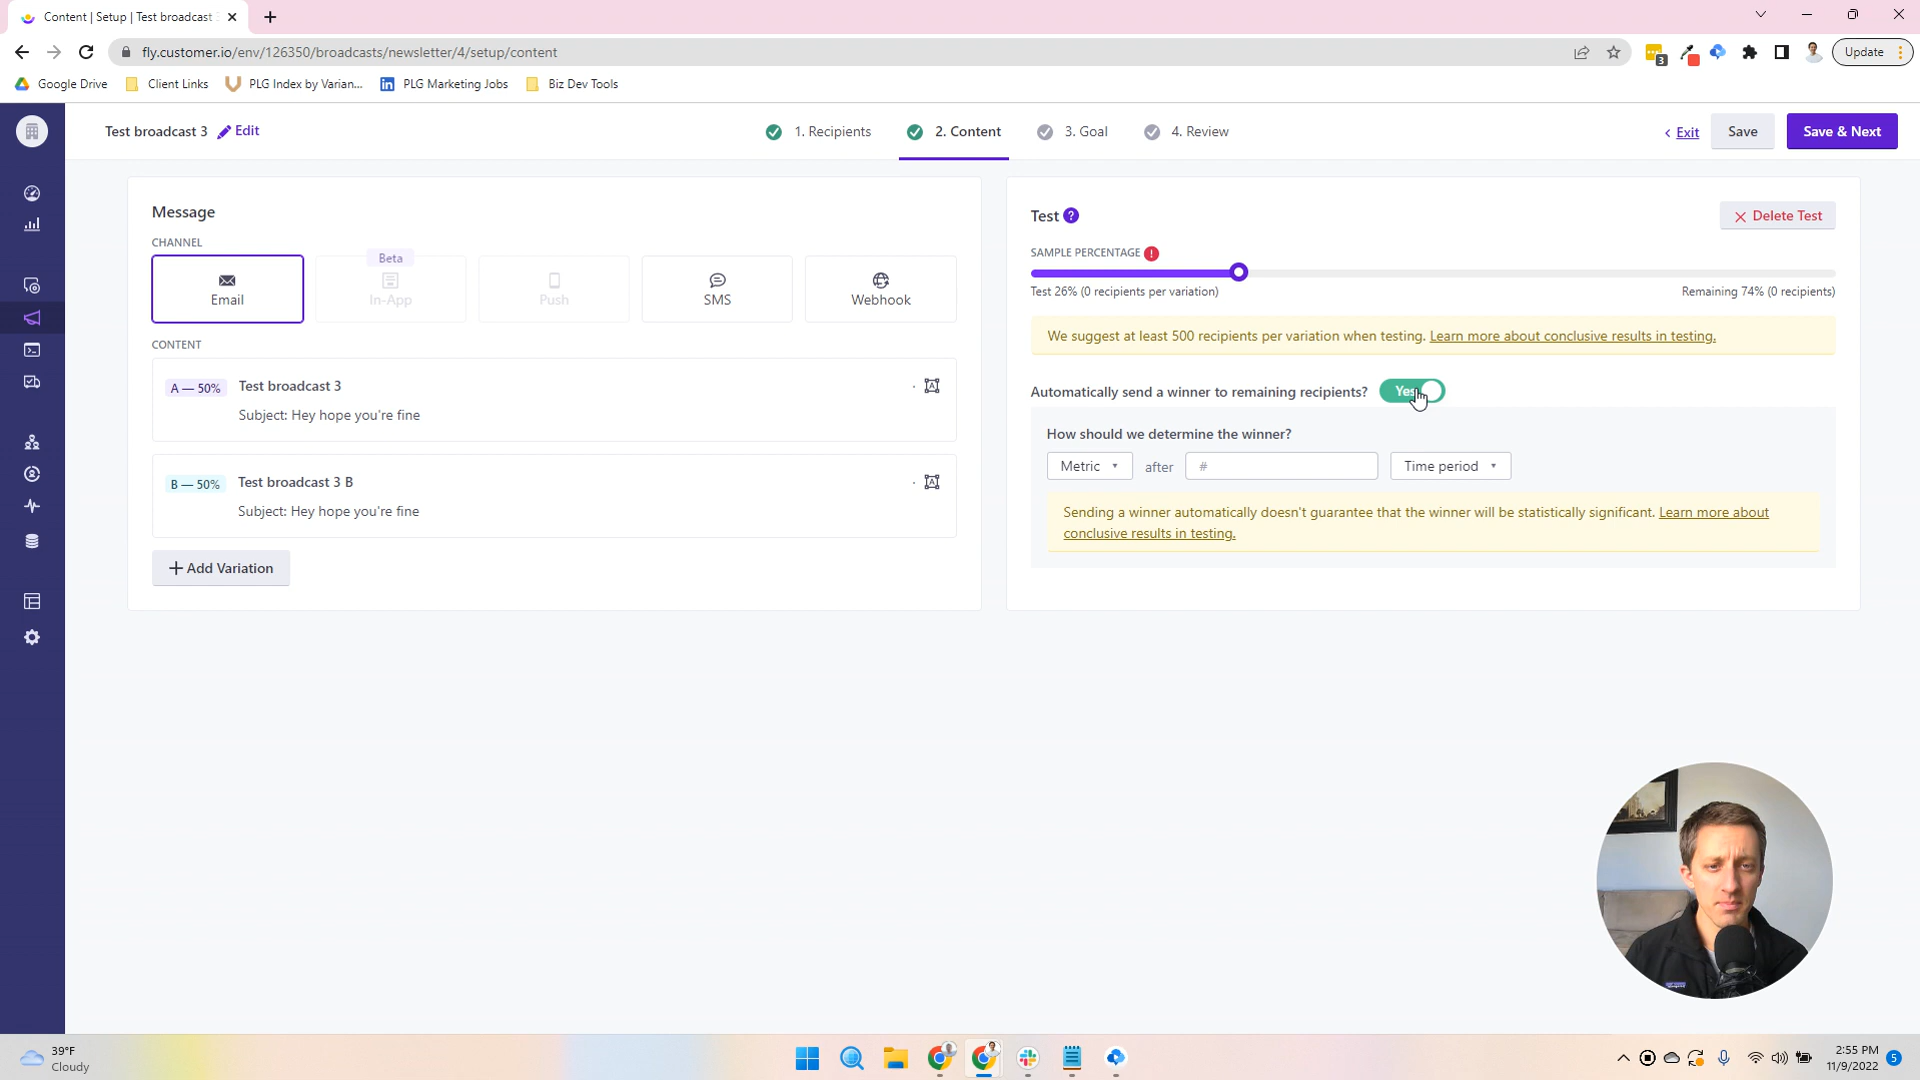 Content | Setup | Test broadcast
fly.customer.io/env/126350/broadcasts/newsletter/4/setup/content
3
Update
Google Drive
Client Links
PLG Index by Varian...
PLG Marketing Jobs
Biz Dev Tools
Test broadcast 3
Edit
1. Recipients
2. Content
3. Goal
4. Review
Exit
Save
Save & Next
Message
CHANNEL
Email
Beta
In-App
Push
SMS
Webhook
CONTENT
A — 50%
Test broadcast 3
Subject: Hey hope you're fine
B — 50%
Test broadcast 3 B
Subject: Hey hope you're fine
+ Add Variation
Test ?
Delete Test
SAMPLE PERCENTAGE !
Test 26% (0 recipients per variation)
Remaining 74% (0 recipients)
We suggest at least 500 recipients per variation when testing. Learn more about conclusive results in testing.
Automatically send a winner to remaining recipients?
Yes
How should we determine the winner?
Metric
after
#
Time period
Sending a winner automatically doesn't guarantee that the winner will be statistically significant. Learn more about
conclusive results in testing.
39°F
Cloudy
2:55 PM
11/9/2022
5